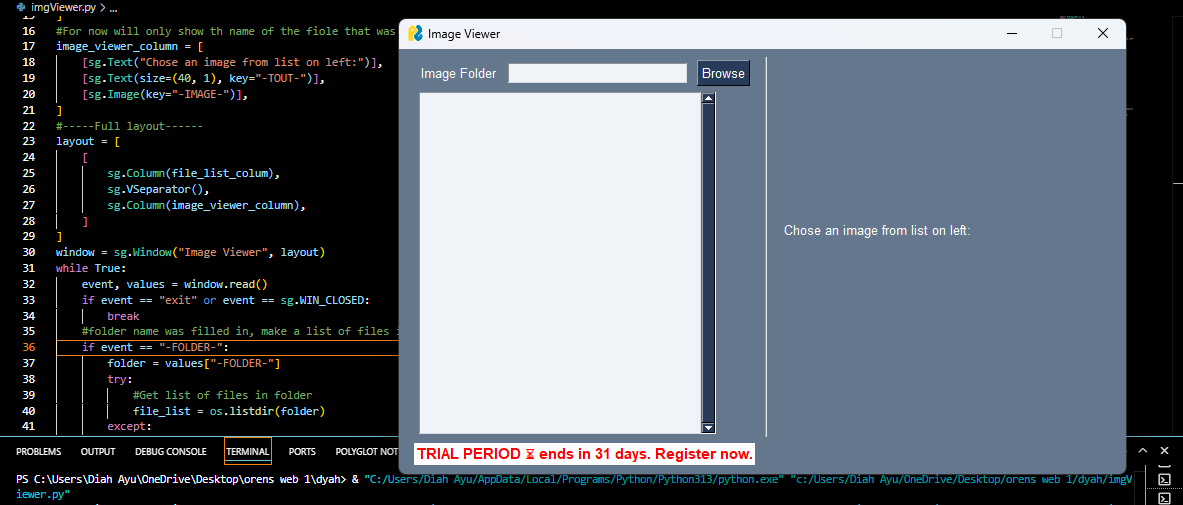 imgViewer.py > ...
15 ]
16 #For now will only show th name of the fiole that was
17 image_viewer_column = [
18 [sg.Text("Chose an image from list on left:")],
19 [sg.Text(size=(40, 1), key="-TOUT-")],
20 [sg.Image(key="-IMAGE-")],
21 ]
22 #-----Full layout------
23 layout = [
24 [
25 sg.Column(file_list_colum),
26 sg.VSeparator(),
27 sg.Column(image_viewer_column),
28 ]
29 ]
30 window = sg.Window("Image Viewer", layout)
31 while True:
32 event, values = window.read()
33 if event == "exit" or event == sg.WIN_CLOSED:
34 break
35 #folder name was filled in, make a list of files
36 if event == "-FOLDER-":
37 folder = values["-FOLDER-"]
38 try:
39 #Get list of files in folder
40 file_list = os.listdir(folder)
41 except:
Image Viewer
Image Folder Browse
Chose an image from list on left:
TRIAL PERIOD ⌛ ends in 31 days. Register now.
PROBLEMS OUTPUT DEBUG CONSOLE TERMINAL PORTS POLYGLOT NOT
PS C:\Users\Diah Ayu\OneDrive\Desktop\orens web 1\dyah> & "C:/Users/Diah Ayu/AppData/Local/Programs/Python/Python313/python.exe" "c:/Users/Diah Ayu/OneDrive/Desktop/orens web 1/dyah/imgV
iewer.py"